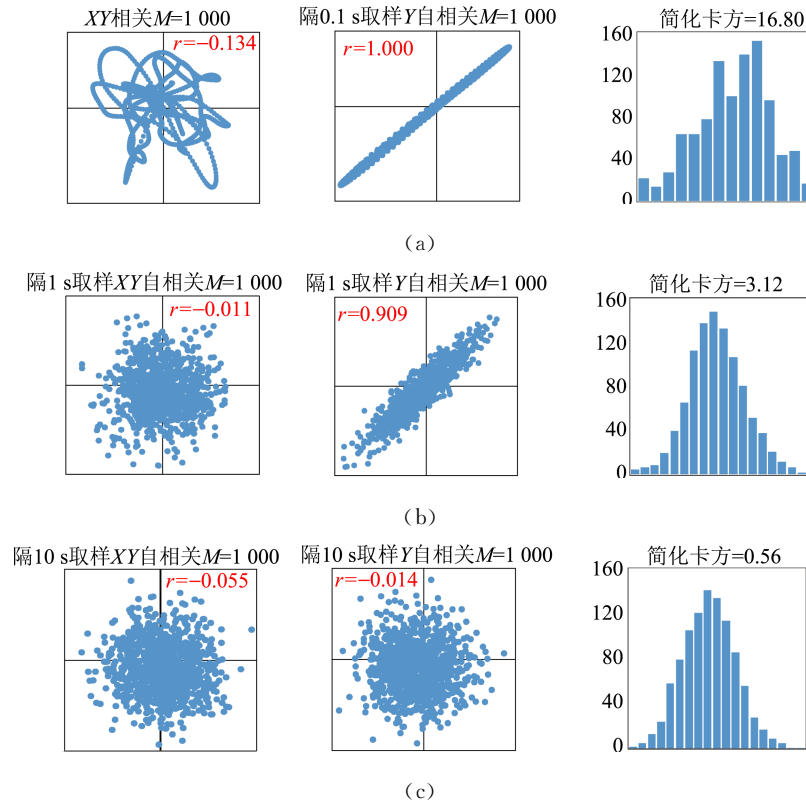 XY相关M=1 000
r=−0.134
隔0.1 s取样Y自相关M=1 000
r=1.000
简化卡方=16.80
160
120
80
40
0
(a)
隔1 s取样XY自相关M=1 000
r=−0.011
隔1 s取样Y自相关M=1 000
r=0.909
简化卡方=3.12
160
120
80
40
0
(b)
隔10 s取样XY自相关M=1 000
r=−0.055
隔10 s取样Y自相关M=1 000
r=−0.014
简化卡方=0.56
160
120
80
40
0
(c)